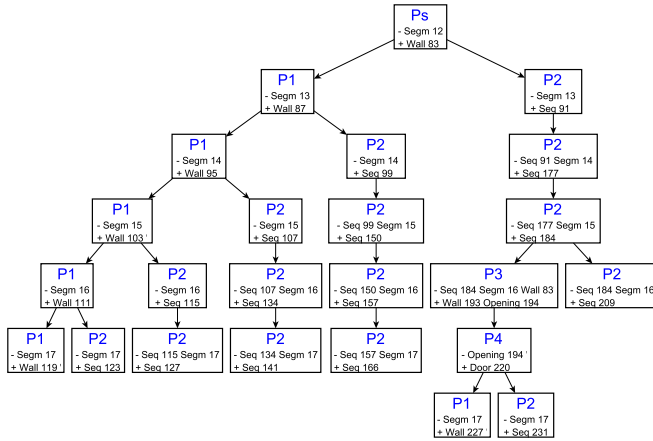 Ps
- Segm 12
+ Wall 83
P1
- Segm 13
+ Wall 87
P2
- Segm 13
+ Seq 91
P1
- Segm 14
+ Wall 95
P2
- Segm 14
+ Seq 99
P2
- Seq 91 Segm 14
+ Seq 177
P1
- Segm 15
+ Wall 103
P2
- Segm 15
+ Seq 107
P2
- Seq 99 Segm 15
+ Seq 150
P2
- Seq 177 Segm 15
+ Seq 184
P1
- Segm 16
+ Wall 111
P2
- Segm 16
+ Seq 115
P2
- Seq 107 Segm 16
+ Seq 134
P2
- Seq 150 Segm 16
+ Seq 157
P3
- Seq 184 Segm 16 Wall 83
+ Wall 193 Opening 194
P2
- Seq 184 Segm 16
+ Seq 209
P1
- Segm 17
+ Wall 119
P2
- Segm 17
+ Seq 123
P2
- Seq 115 Segm 17
+ Seq 127
P2
- Seq 134 Segm 17
+ Seq 141
P2
- Seq 157 Segm 17
+ Seq 166
P4
- Opening 194
+ Door 220
P1
- Segm 17
+ Wall 227
P2
- Segm 17
+ Seq 231